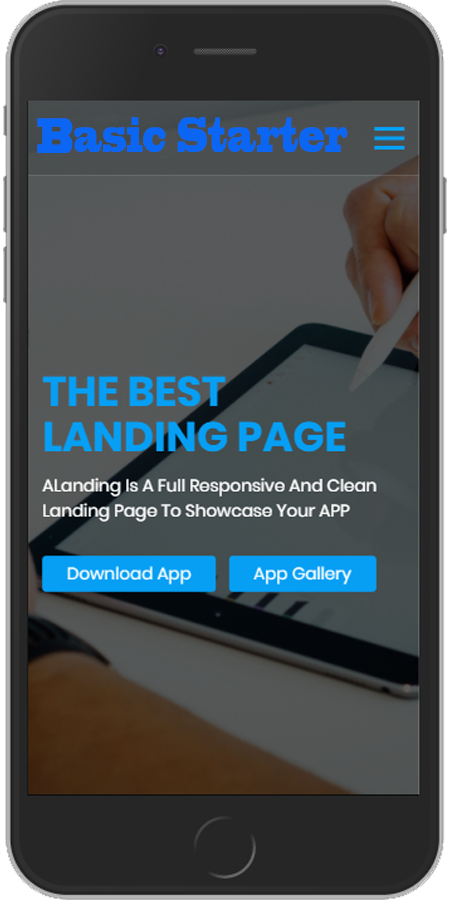 Basic Starter
THE BEST
LANDING PAGE
ALanding Is A Full Responsive And Clean
Landing Page To Showcase Your APP
Download App
App Gallery